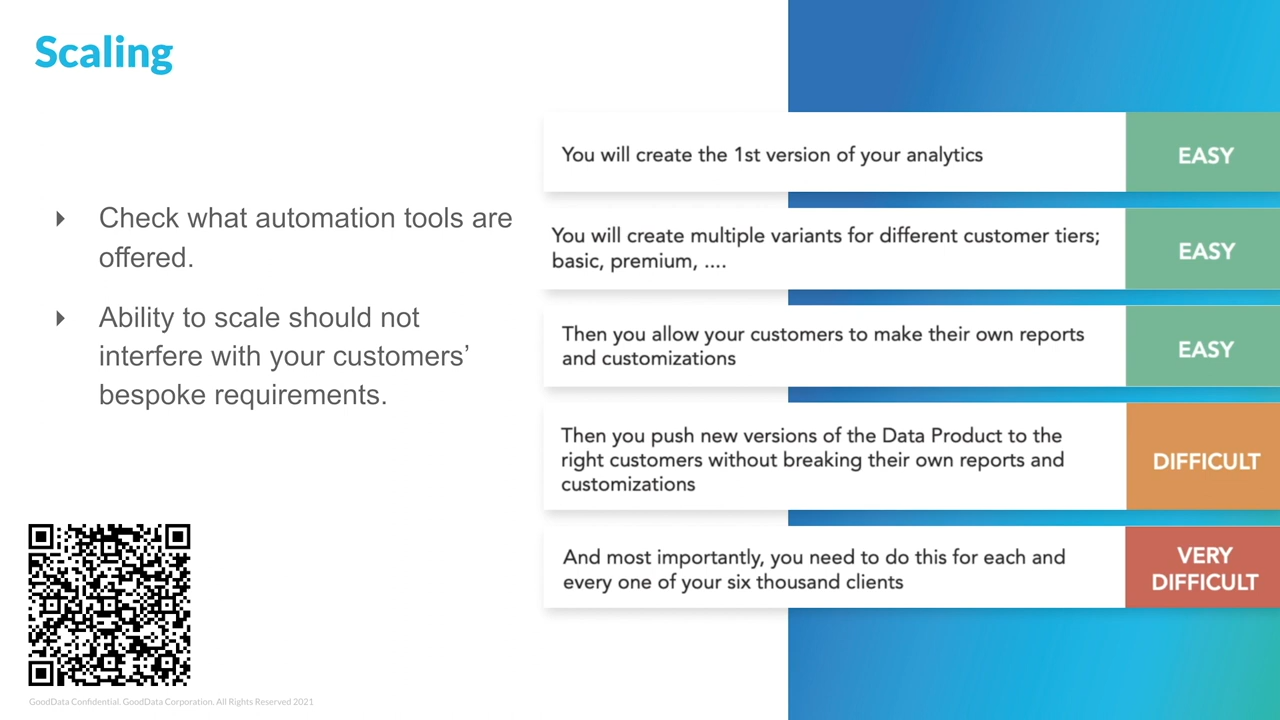 Scaling
Check what automation tools are
offered.
Ability to scale should not
interfere with your customers’
bespoke requirements.
You will create the 1st version of your analytics
EASY
You will create multiple variants for different customer tiers;
basic, premium, ....
EASY
Then you allow your customers to make their own reports
and customizations
EASY
Then you push new versions of the Data Product to the
right customers without breaking their own reports and
customizations
DIFFICULT
And most importantly, you need to do this for each and
every one of your six thousand clients
VERY
DIFFICULT
GoodData Confidential. GoodData Corporation. All Rights Reserved 2021